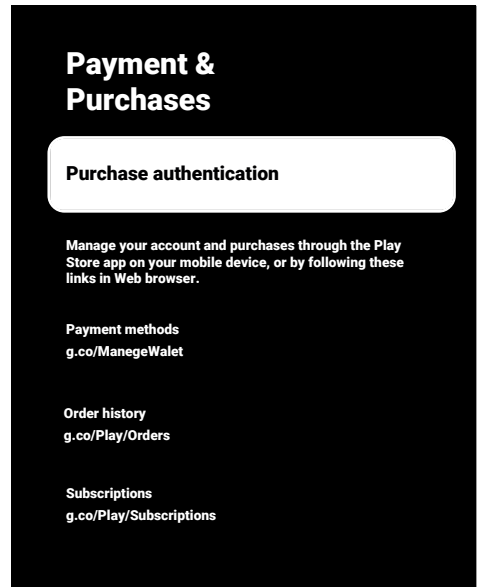 Payment &
Purchases
Purchase authentication
Manage your account and purchases through the Play
Store app on your mobile device, or by following these
links in Web browser.
Payment methods
g.co/ManegeWalet
Order history
g.co/Play/Orders
Subscriptions
g.co/Play/Subscriptions